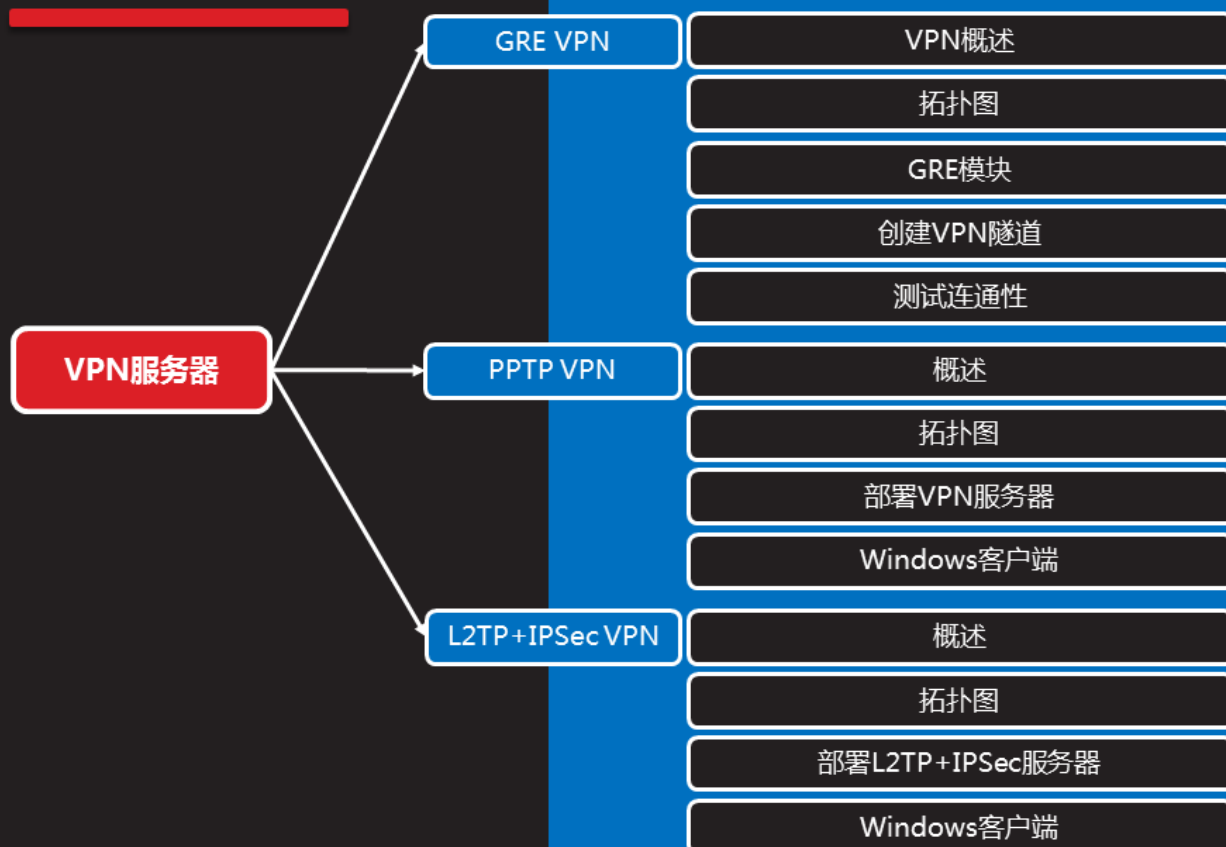 GRE VPN
VPN概述
拓扑图
GRE模块
创建VPN隧道
测试连通性
VPN服务器
PPTP VPN
概述
拓扑图
部署VPN服务器
Windows客户端
L2TP+IPSec VPN
概述
拓扑图
部署L2TP+IPSec服务器
Windows客户端